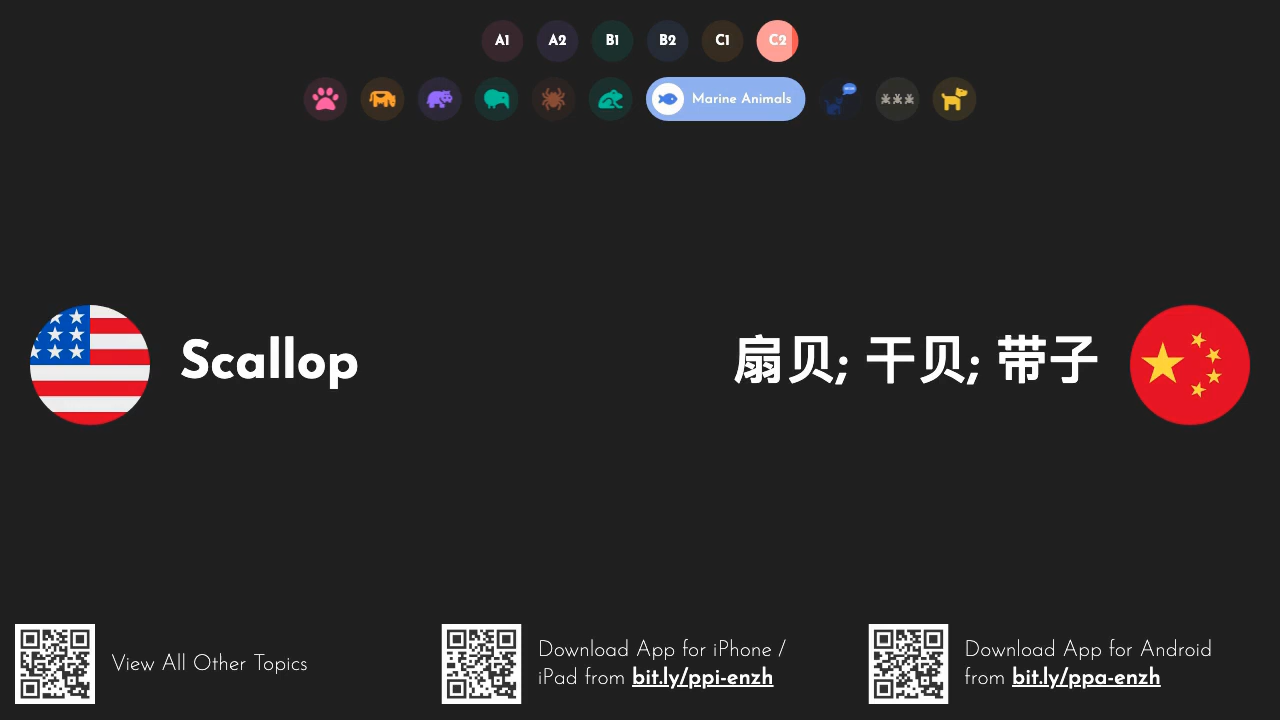 A1 A2 B1 B2 C1 C2
Marine Animals
Scallop
扇贝; 干贝; 带子
View All Other Topics
Download App for iPhone /
iPad from bit.ly/ppi-enzh
Download App for Android
from bit.ly/ppa-enzh